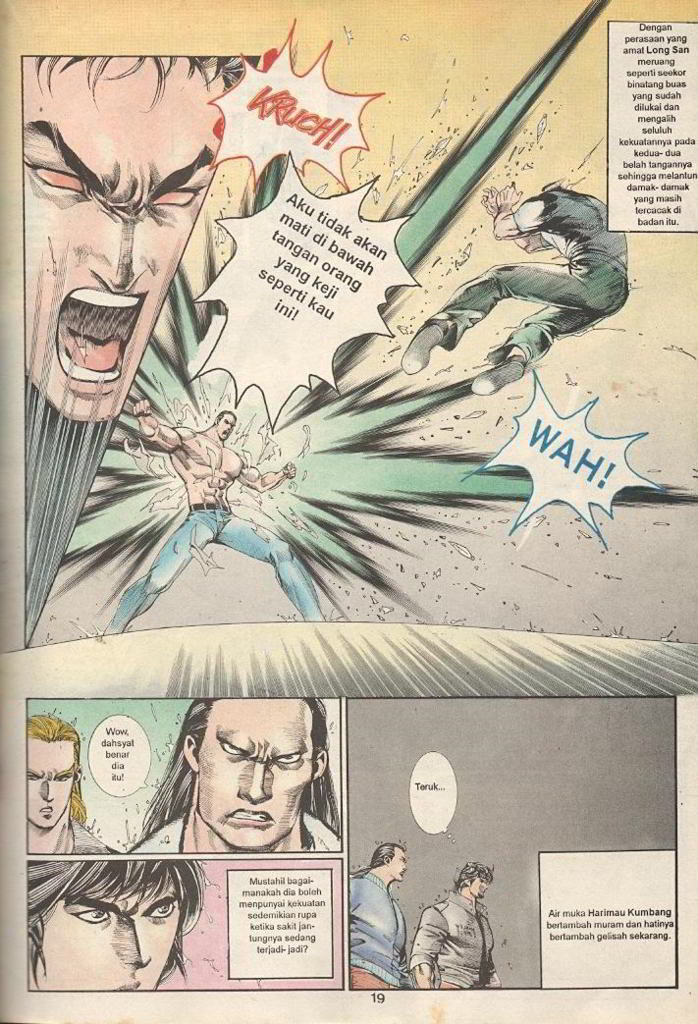 Dengan
perasaan yang
amat Long San
meruang
seperti seekor
binatang buas
yang sudah
dilukai dan
mengalih
seluluh
kekuatannya pada
kedua- dua
belah tangannya
sehingga melantun
damak- damak
yang masih
tercacak di
badan itu.
KRUCH!
Aku tidak akan
mati di bawah
tangan orang
yang keji
seperti kau
ini!
WAH!
Wow,
dahsyat
benar
dia
itu!
Mustahil bagai-
manakah dia boleh
menpunyai kekuatan
sedemikian rupa
ketika sakit jan-
tungnya sedang
terjadi- jadi?
Teruk...
Air muka Harimau Kumbang
bertambah muram dan hatinya
bertambah gelisah sekarang.
19